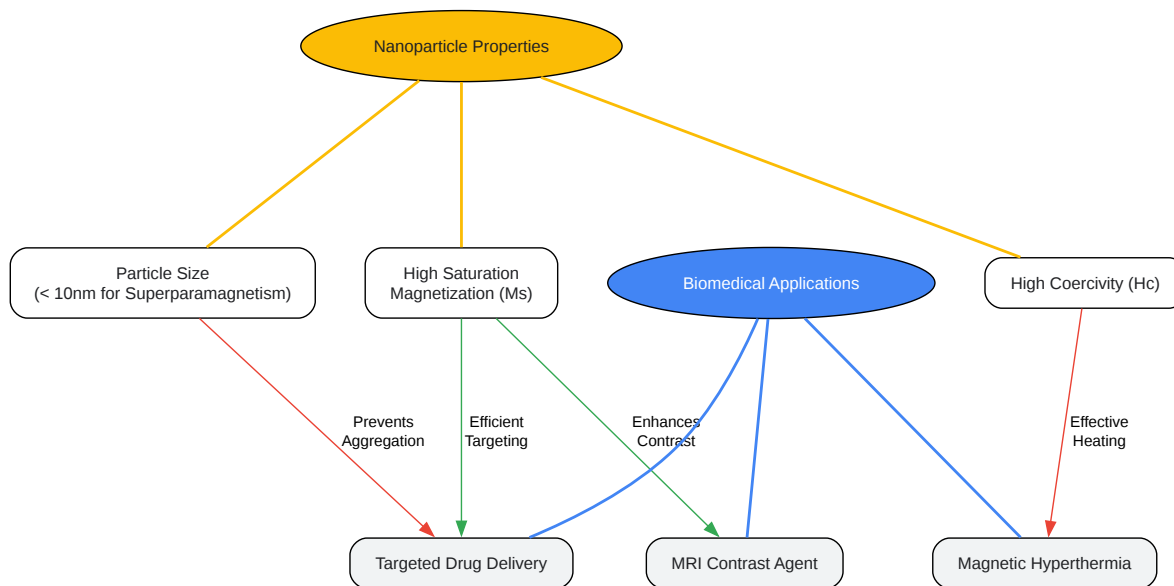 Nanoparticle Properties
Particle Size
(< 10nm for Superparamagnetism)
High Saturation
Magnetization (Ms)
Biomedical Applications
High Coercivity (Hc)
Prevents
Aggregation
Efficient
Targeting
Enhances
Contrast
Effective
Heating
Targeted Drug Delivery
MRI Contrast Agent
Magnetic Hyperthermia